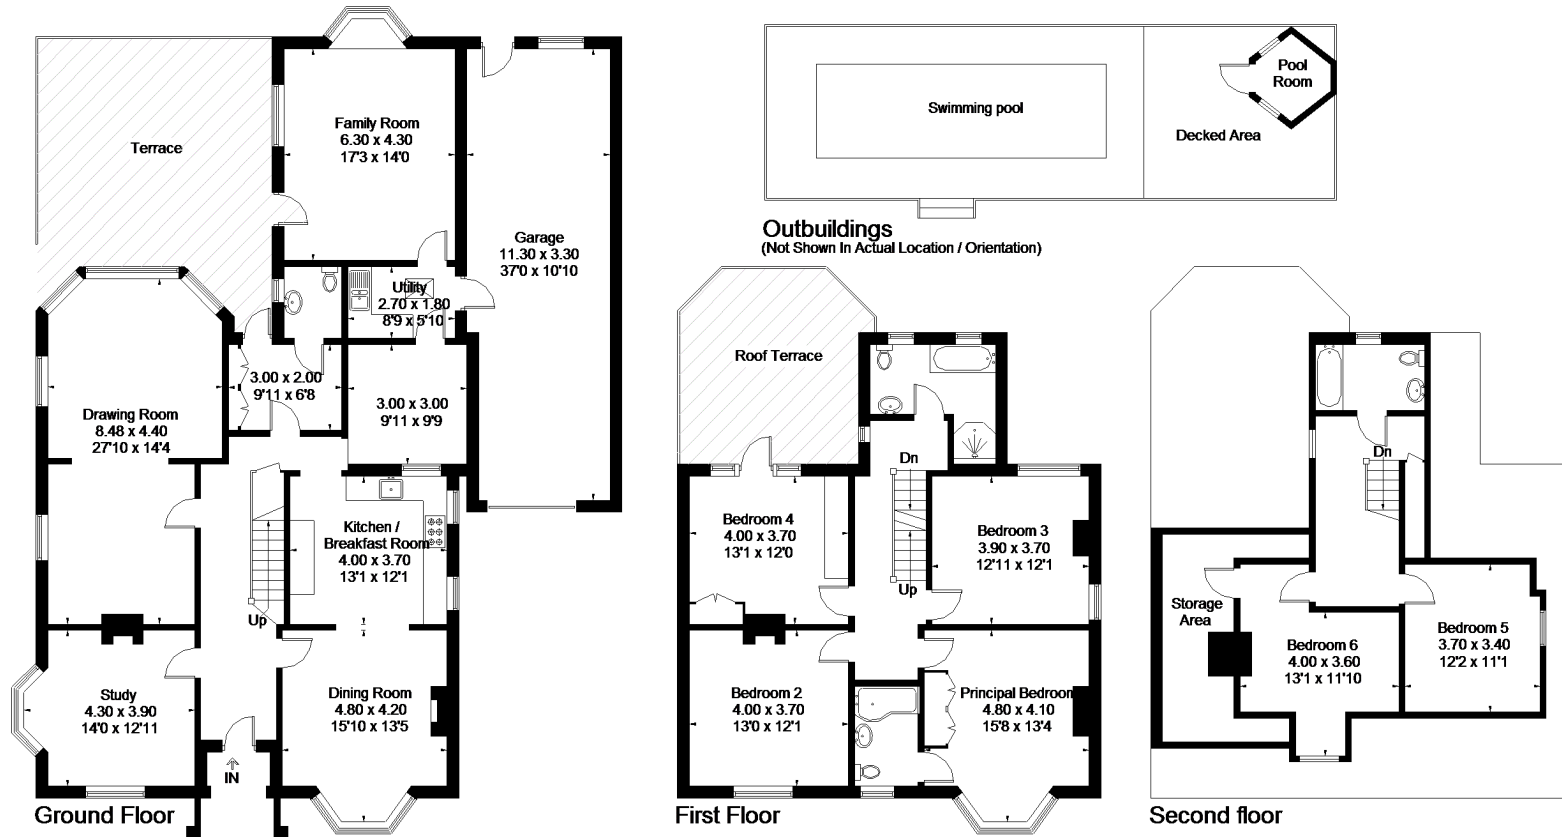 Terrace
Family Room
6.30 x 4.30
17'3 x 14'0
Garage
11.30 x 3.30
37'0 x 10'10
Utility
2.70 x 1.80
8'9 x 5'10
3.00 x 2.00
9'11 x 6'8
3.00 x 3.00
9'11 x 9'9
Drawing Room
8.48 x 4.40
27'10 x 14'4
Kitchen /
Breakfast Room
4.00 x 3.70
13'1 x 12'1
Up
Study
4.30 x 3.90
14'0 x 12'11
Dining Room
4.80 x 4.20
15'10 x 13'5
IN
Ground Floor
Swimming pool
Pool
Room
Decked Area
Outbuildings
(Not Shown In Actual Location / Orientation)
Roof Terrace
Dn
Bedroom 4
4.00 x 3.70
13'1 x 12'0
Bedroom 3
3.90 x 3.70
12'11 x 12'1
Up
Bedroom 2
4.00 x 3.70
13'0 x 12'1
Principal Bedroom
4.80 x 4.10
15'8 x 13'4
First Floor
Dn
Storage
Area
Bedroom 6
4.00 x 3.60
13'1 x 11'10
Bedroom 5
3.70 x 3.40
12'2 x 11'1
Second floor